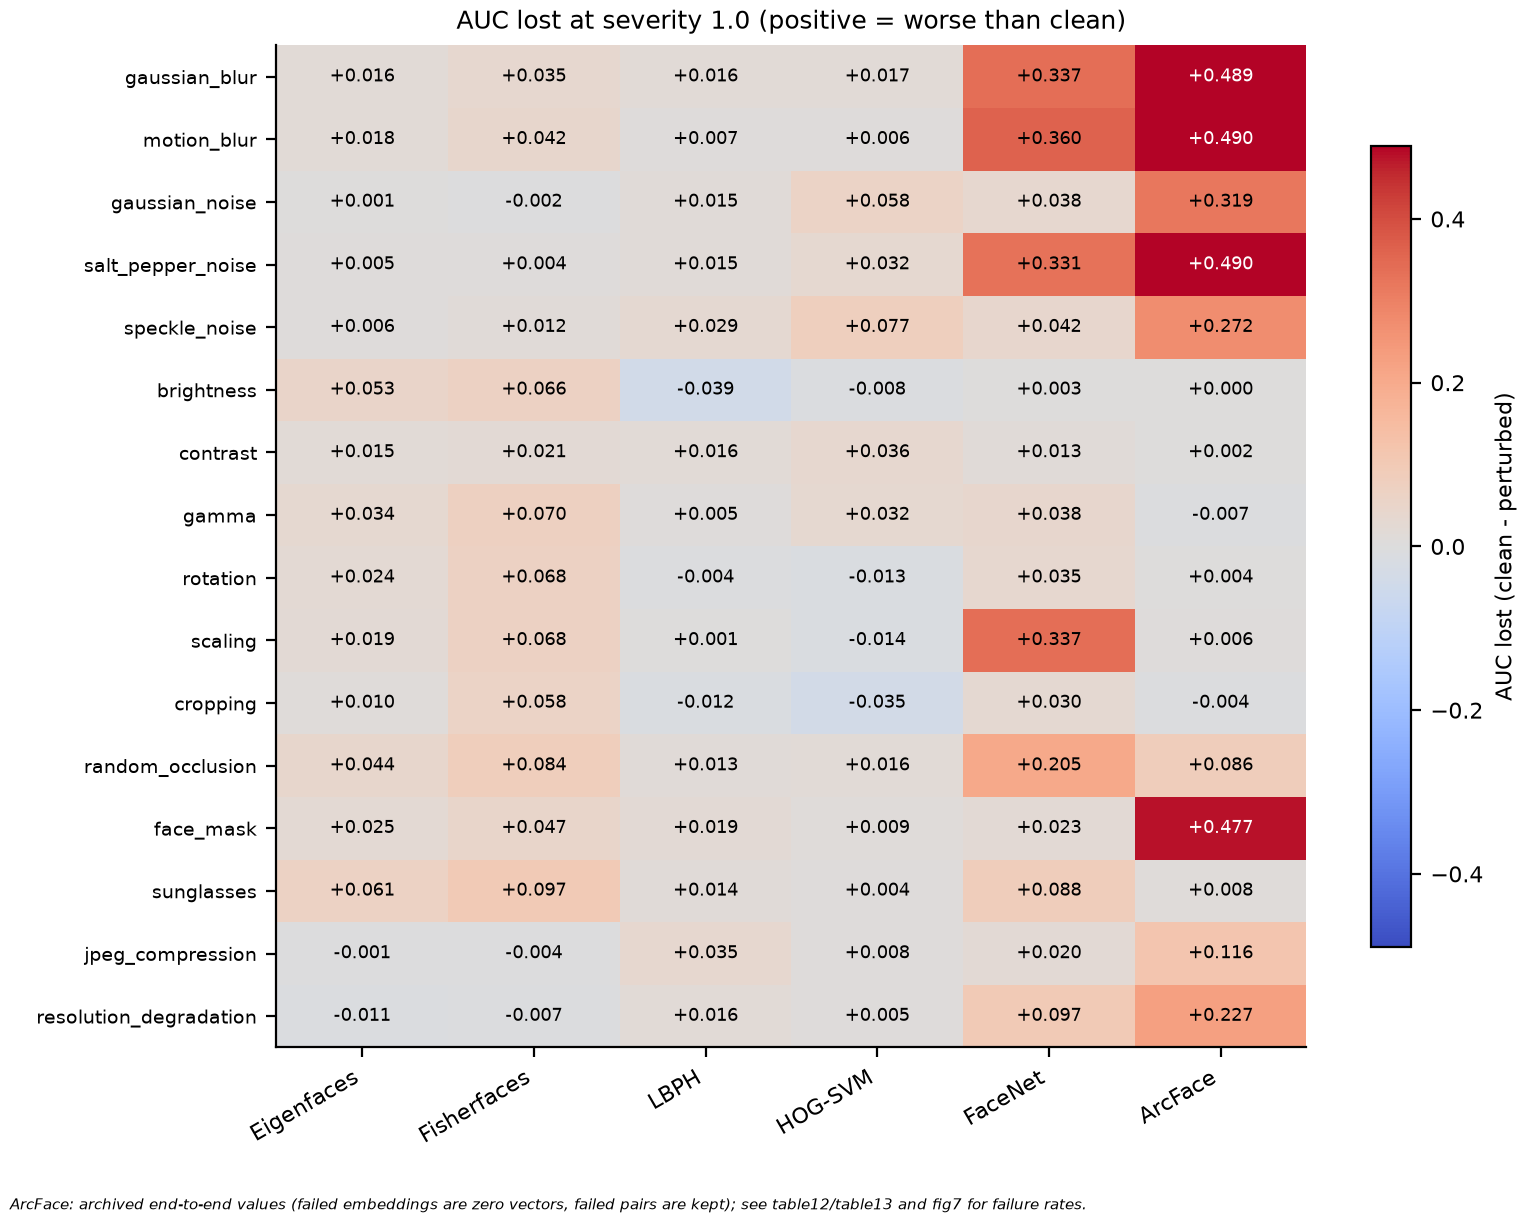 AUC lost at severity 1.0 (positive = worse than clean)
gaussian_blur +0.016 +0.035 +0.016 +0.017 +0.337 +0.489
motion_blur +0.018 +0.042 +0.007 +0.006 +0.360 +0.490
gaussian_noise +0.001 -0.002 +0.015 +0.058 +0.038 +0.319
salt_pepper_noise +0.005 +0.004 +0.015 +0.032 +0.331 +0.490
speckle_noise +0.006 +0.012 +0.029 +0.077 +0.042 +0.272
brightness +0.053 +0.066 -0.039 -0.008 +0.003 +0.000
contrast +0.015 +0.021 +0.016 +0.036 +0.013 +0.002
gamma +0.034 +0.070 +0.005 +0.032 +0.038 -0.007
rotation +0.024 +0.068 -0.004 -0.013 +0.035 +0.004
scaling +0.019 +0.068 +0.001 -0.014 +0.337 +0.006
cropping +0.010 +0.058 -0.012 -0.035 +0.030 -0.004
random_occlusion +0.044 +0.084 +0.013 +0.016 +0.205 +0.086
face_mask +0.025 +0.047 +0.019 +0.009 +0.023 +0.477
sunglasses +0.061 +0.097 +0.014 +0.004 +0.088 +0.008
jpeg_compression -0.001 -0.004 +0.035 +0.008 +0.020 +0.116
resolution_degradation -0.011 -0.007 +0.016 +0.005 +0.097 +0.227
Eigenfaces Fisherfaces LBPH HOG-SVM FaceNet ArcFace
0.4
0.2
0.0
−0.2
−0.4
AUC lost (clean - perturbed)
ArcFace: archived end-to-end values (failed embeddings are zero vectors, failed pairs are kept); see table12/table13 and fig7 for failure rates.